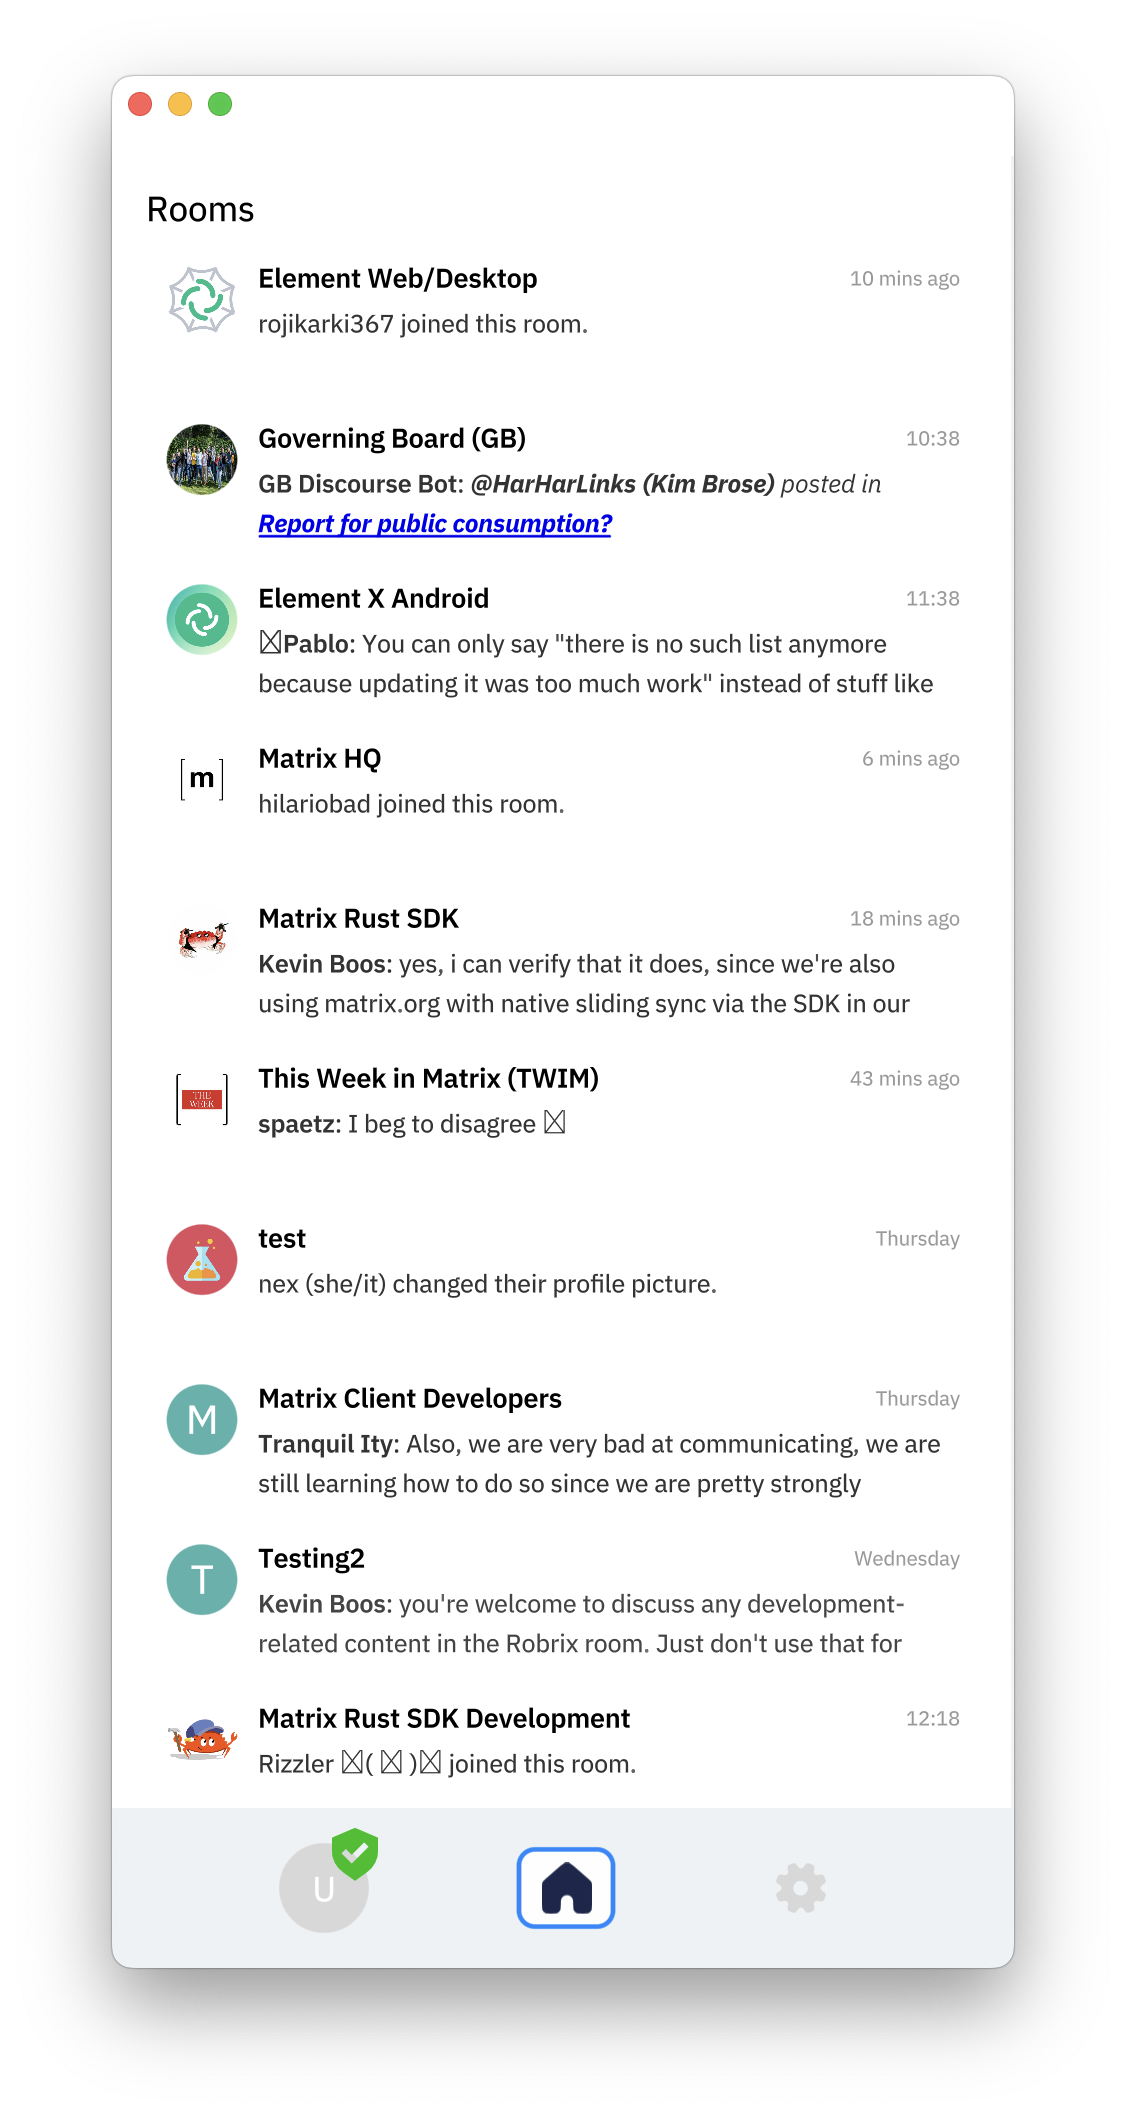 Rooms
Element Web/Desktop 10 mins ago
rojikarki367 joined this room.
Governing Board (GB) 10:38
GB Discourse Bot: @HarHarLinks (Kim Brose) posted in
Report for public consumption?
Element X Android 11:38
Pablo: You can only say "there is no such list anymore
because updating it was too much work" instead of stuff like
[m]
Matrix HQ 6 mins ago
hilariobad joined this room.
Matrix Rust SDK 18 mins ago
Kevin Boos: yes, i can verify that it does, since we're also
using matrix.org with native sliding sync via the SDK in our
THE
WEEK
This Week in Matrix (TWIM) 43 mins ago
spaetz: I beg to disagree
test Thursday
nex (she/it) changed their profile picture.
M
Matrix Client Developers Thursday
Tranquil Ity: Also, we are very bad at communicating, we are
still learning how to do so since we are pretty strongly
T
Testing2 Wednesday
Kevin Boos: you're welcome to discuss any development-
related content in the Robrix room. Just don't use that for
Matrix Rust SDK Development 12:18
Rizzler ( ) joined this room.
U